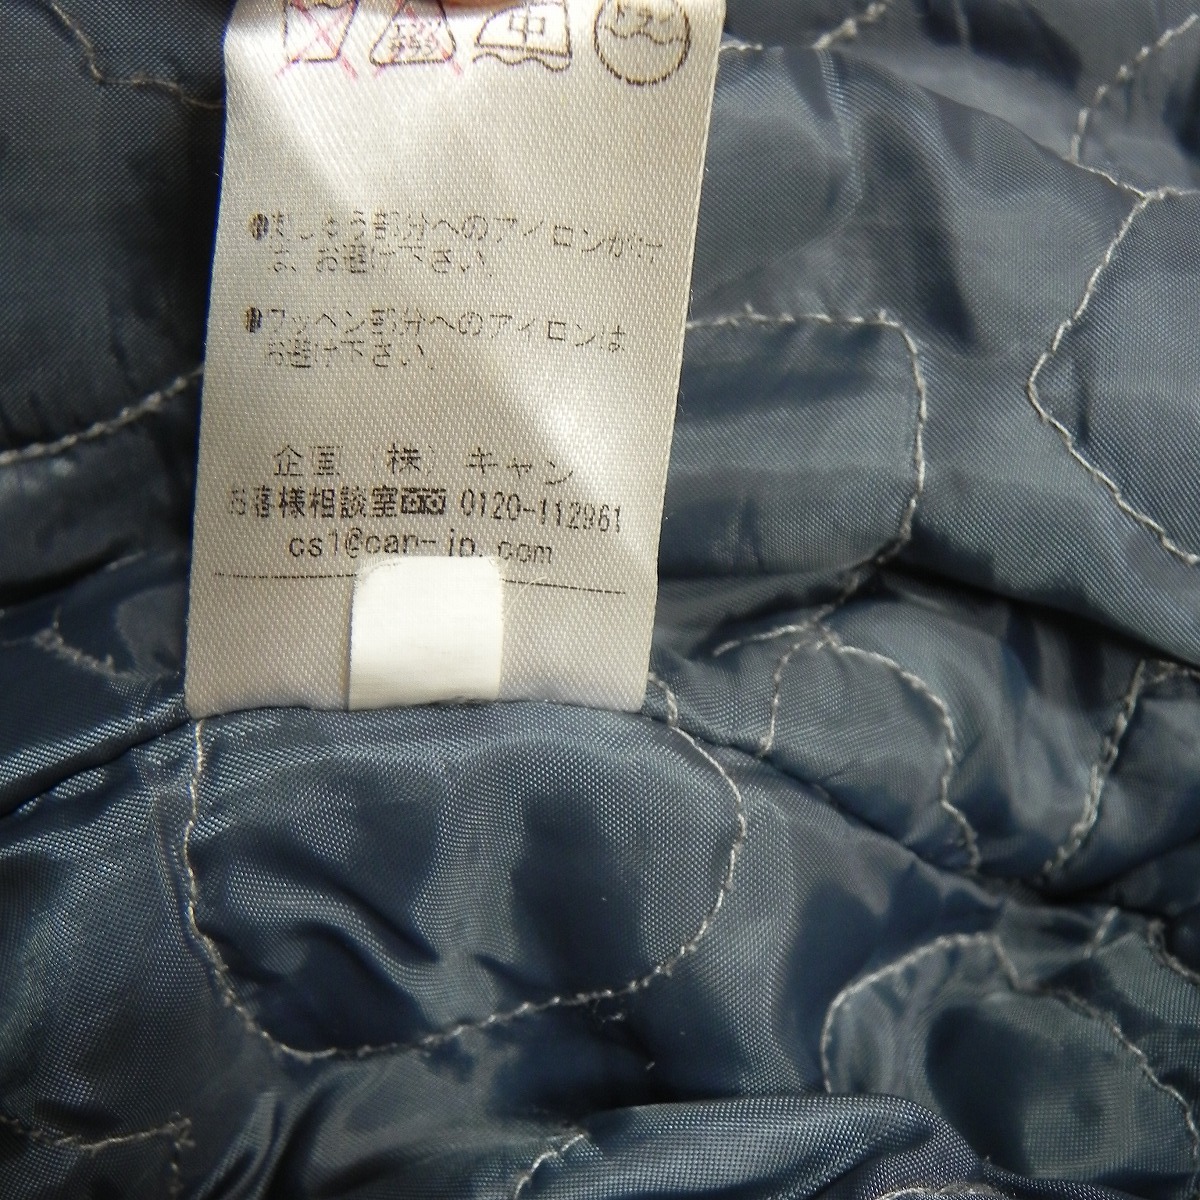 中
●ししゅう部分へのアイロンがけ
は、お避け下さい。
●ワッペン部分へのアイロンは
お避け下さい。
企画（株）キャン
お客様相談室 0120-112961
cs1@can-jp.com